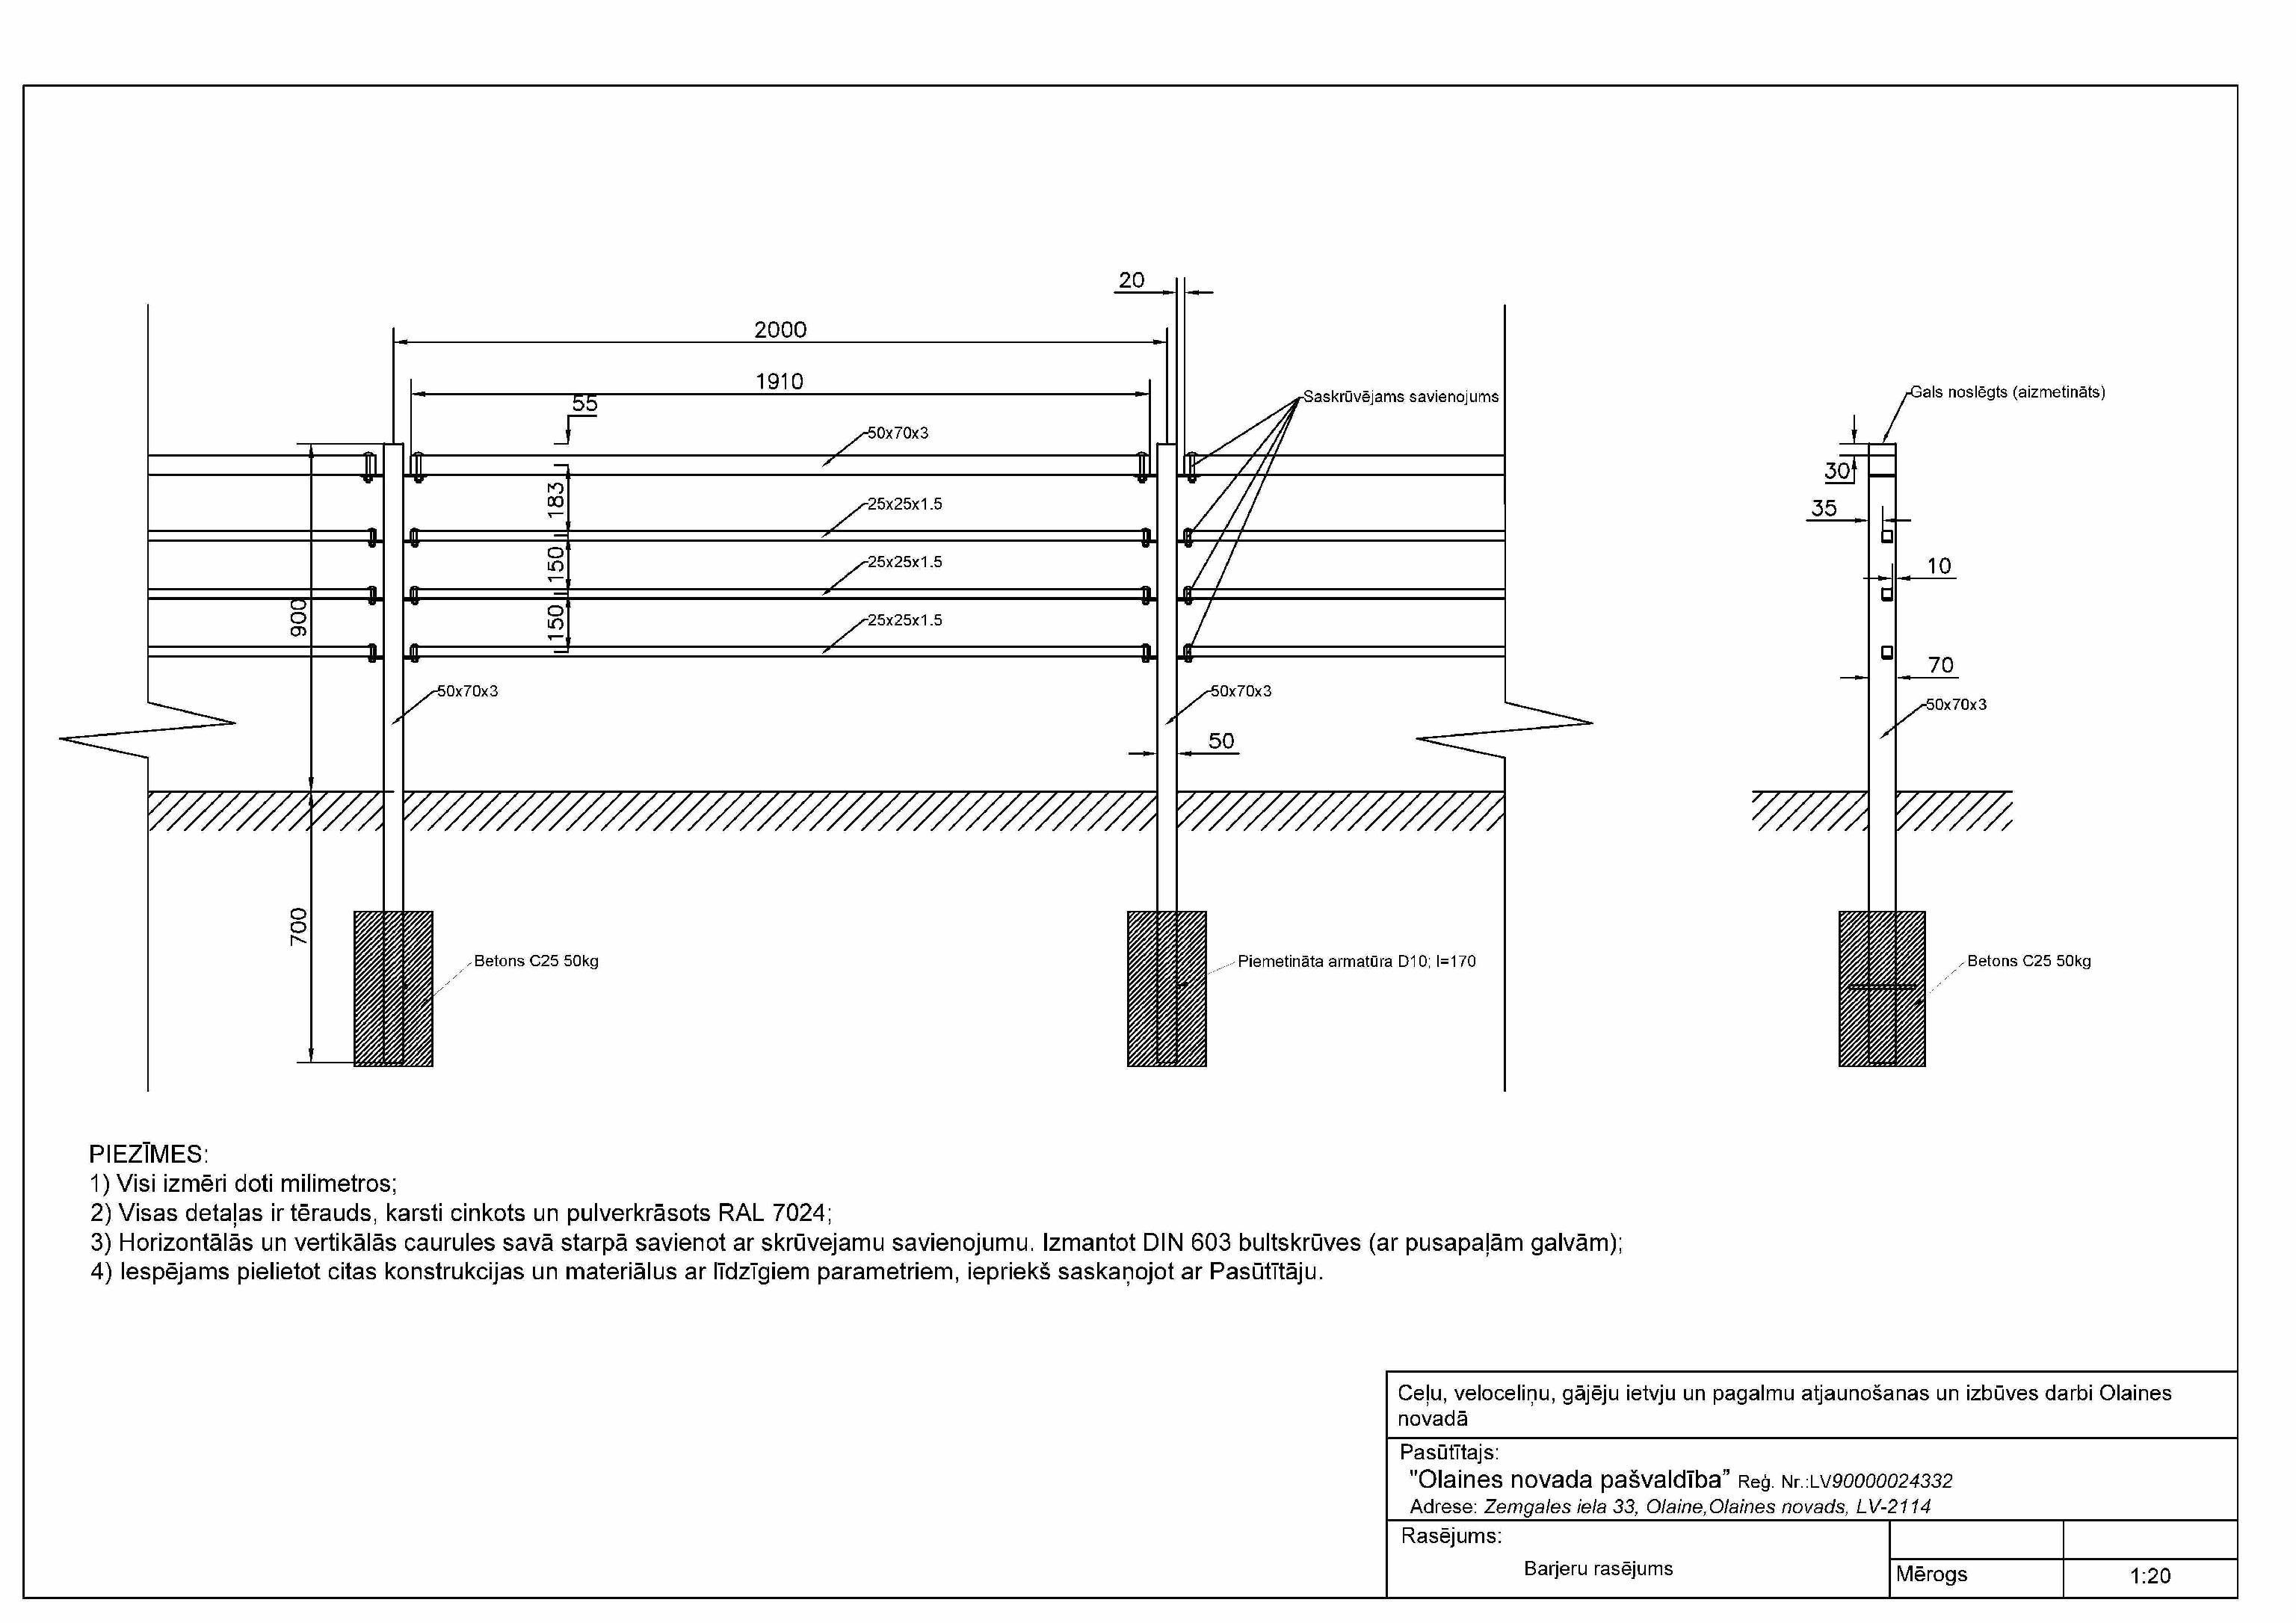 20
2000
1910
55
Saskrūvējams savienojums
Gals noslēgts (aizmetināts)
50x70x3
30
183
25x25x1.5
35
150
25x25x1.5
10
900
150
25x25x1.5
70
50x70x3
50x70x3
50x70x3
50
700
Betons C25 50kg
Piemetināta armatūra D10; l=170
Betons C25 50kg
PIEZĪMES:
1) Visi izmēri doti milimetros;
2) Visas detaļas ir tērauds, karsti cinkots un pulverkrāsots RAL 7024;
3) Horizontālās un vertikālās caurules savā starpā savienot ar skrūvejamu savienojumu. Izmantot DIN 603 bultskrūves (ar pusapaļām galvām);
4) Iespējams pielietot citas konstrukcijas un materiālus ar līdzīgiem parametriem, iepriekš saskaņojot ar Pasūtītāju.
Ceļu, veloceliņu, gājēju ietvju un pagalmu atjaunošanas un izbūves darbi Olaines
novadā
Pasūtītajs:
"Olaines novada pašvaldība” Reģ. Nr.:LV90000024332
Adrese: Zemgales iela 33, Olaine,Olaines novads, LV-2114
Rasējums:
Barjeru rasējums
Mērogs 1:20